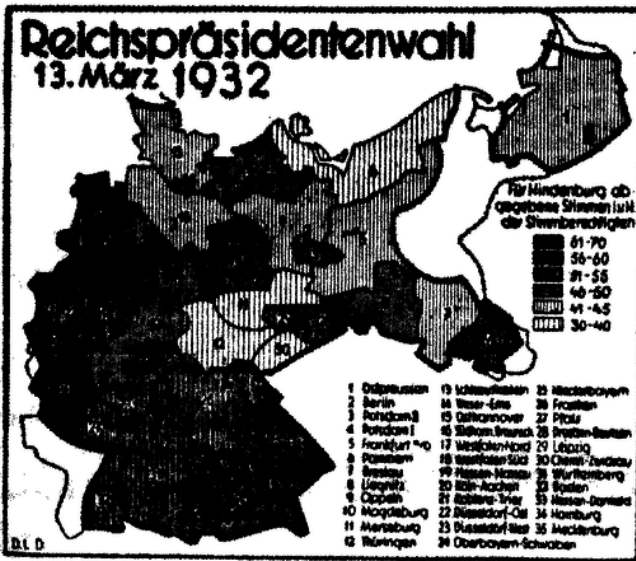 Reichspräsidentenwahl
13. März 1932
Für Hindenburg ab-
gegebene Stimmen i.v.H.
der Stimmberechtigten
61-70
56-60
51-55
46-50
41-45
30-40
1 Ostpreussen 13 Schleswig-Holstein 25 Niederbayern
2 Berlin 14 Weser-Ems 26 Franken
3 Potsdam II 15 Osthannover 27 Pfalz
4 Potsdam I 16 Südhann. Braunsch. 28 Dresden-Bautzen
5 Frankfurt 17 Westfalen-Nord 29 Leipzig
6 Pommern 18 Westfalen-Süd 30 Chemn.-Zwickau
7 Breslau 19 Hessen-Nassau 31 Württemberg
8 Liegnitz 20 Köln-Aachen 32 Baden
9 Oppeln 21 Koblenz-Trier 33 Hessen-Darmstadt
10 Magdeburg 22 Düsseldorf-Ost 34 Hamburg
11 Merseburg 23 Düsseldorf-West 35 Mecklenburg
12 Thüringen 24 Oberbayern-Schwaben
D.L.D.